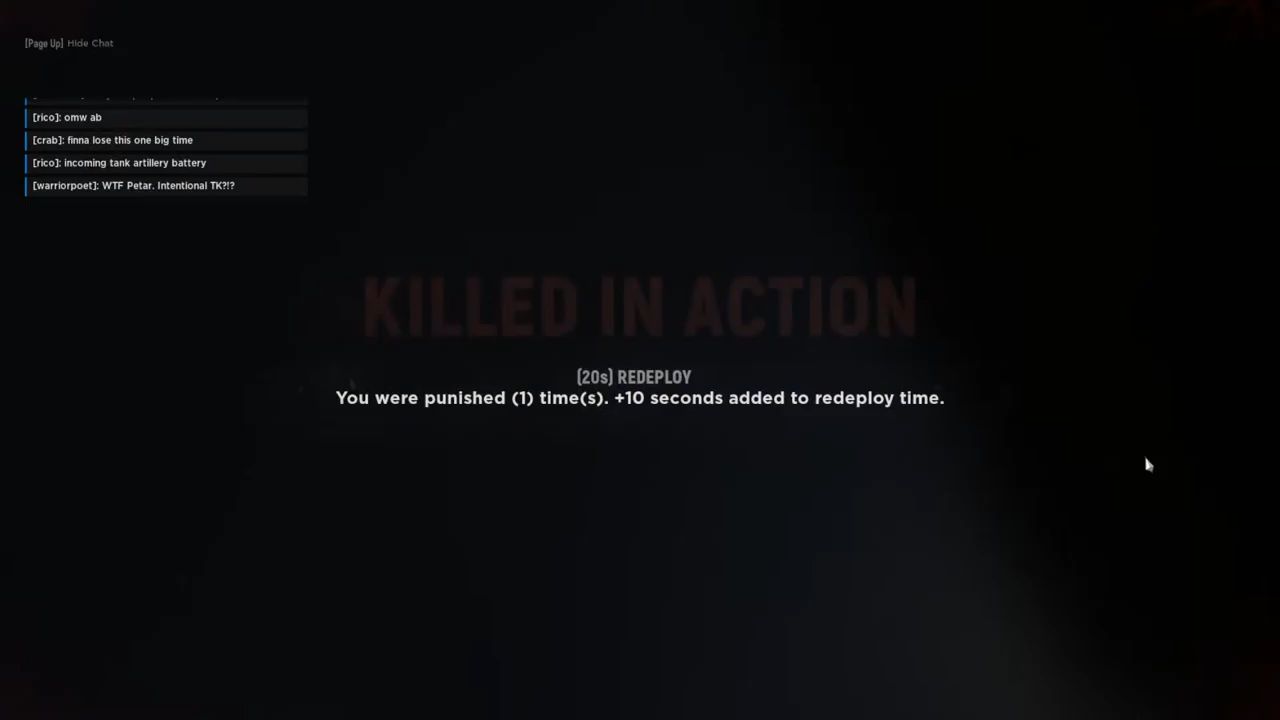 [Page Up] Hide Chat
[rico]: omw ab
[crab]: finna lose this one big time
[rico]: incoming tank artillery battery
[warriorpoet]: WTF Petar. Intentional TK?!?
KILLED IN ACTION
(20s) REDEPLOY
You were punished (1) time(s). +10 seconds added to redeploy time.